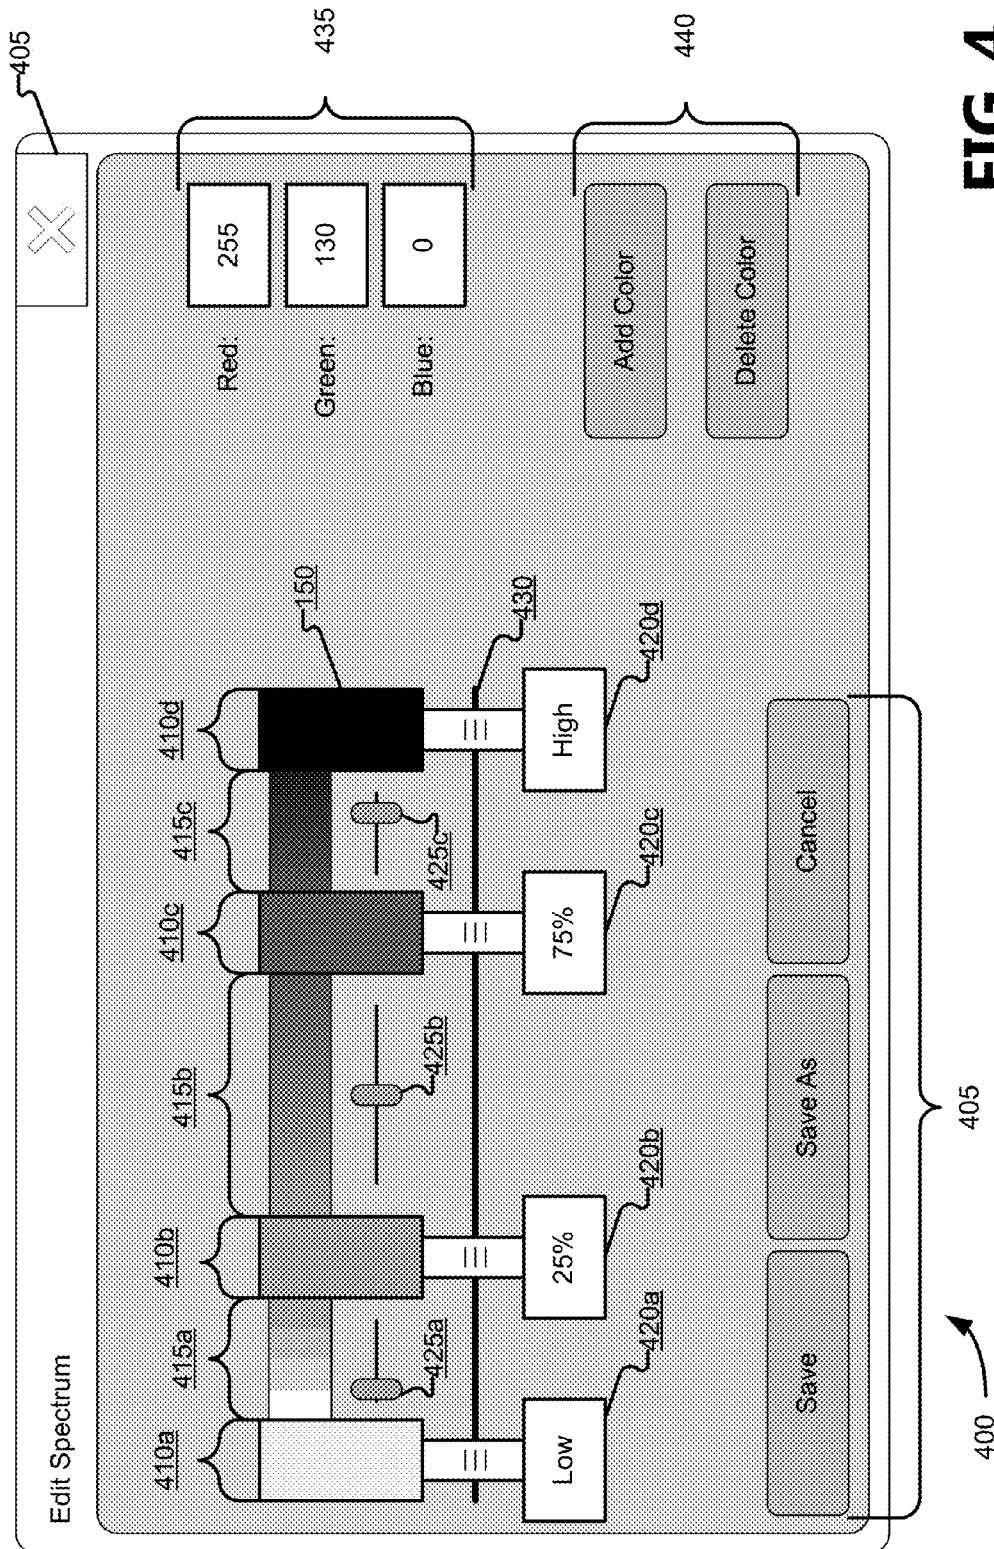 405
Edit Spectrum
410a
415a
410b
415b
410c
415c
410d
150
435
Red:
255
Green:
130
Blue:
0
425a
425b
425c
430
Low
25%
75%
High
420a
420b
420c
420d
440
Add Color
Delete Color
Save
Save As
Cancel
405
400
FIG. 4